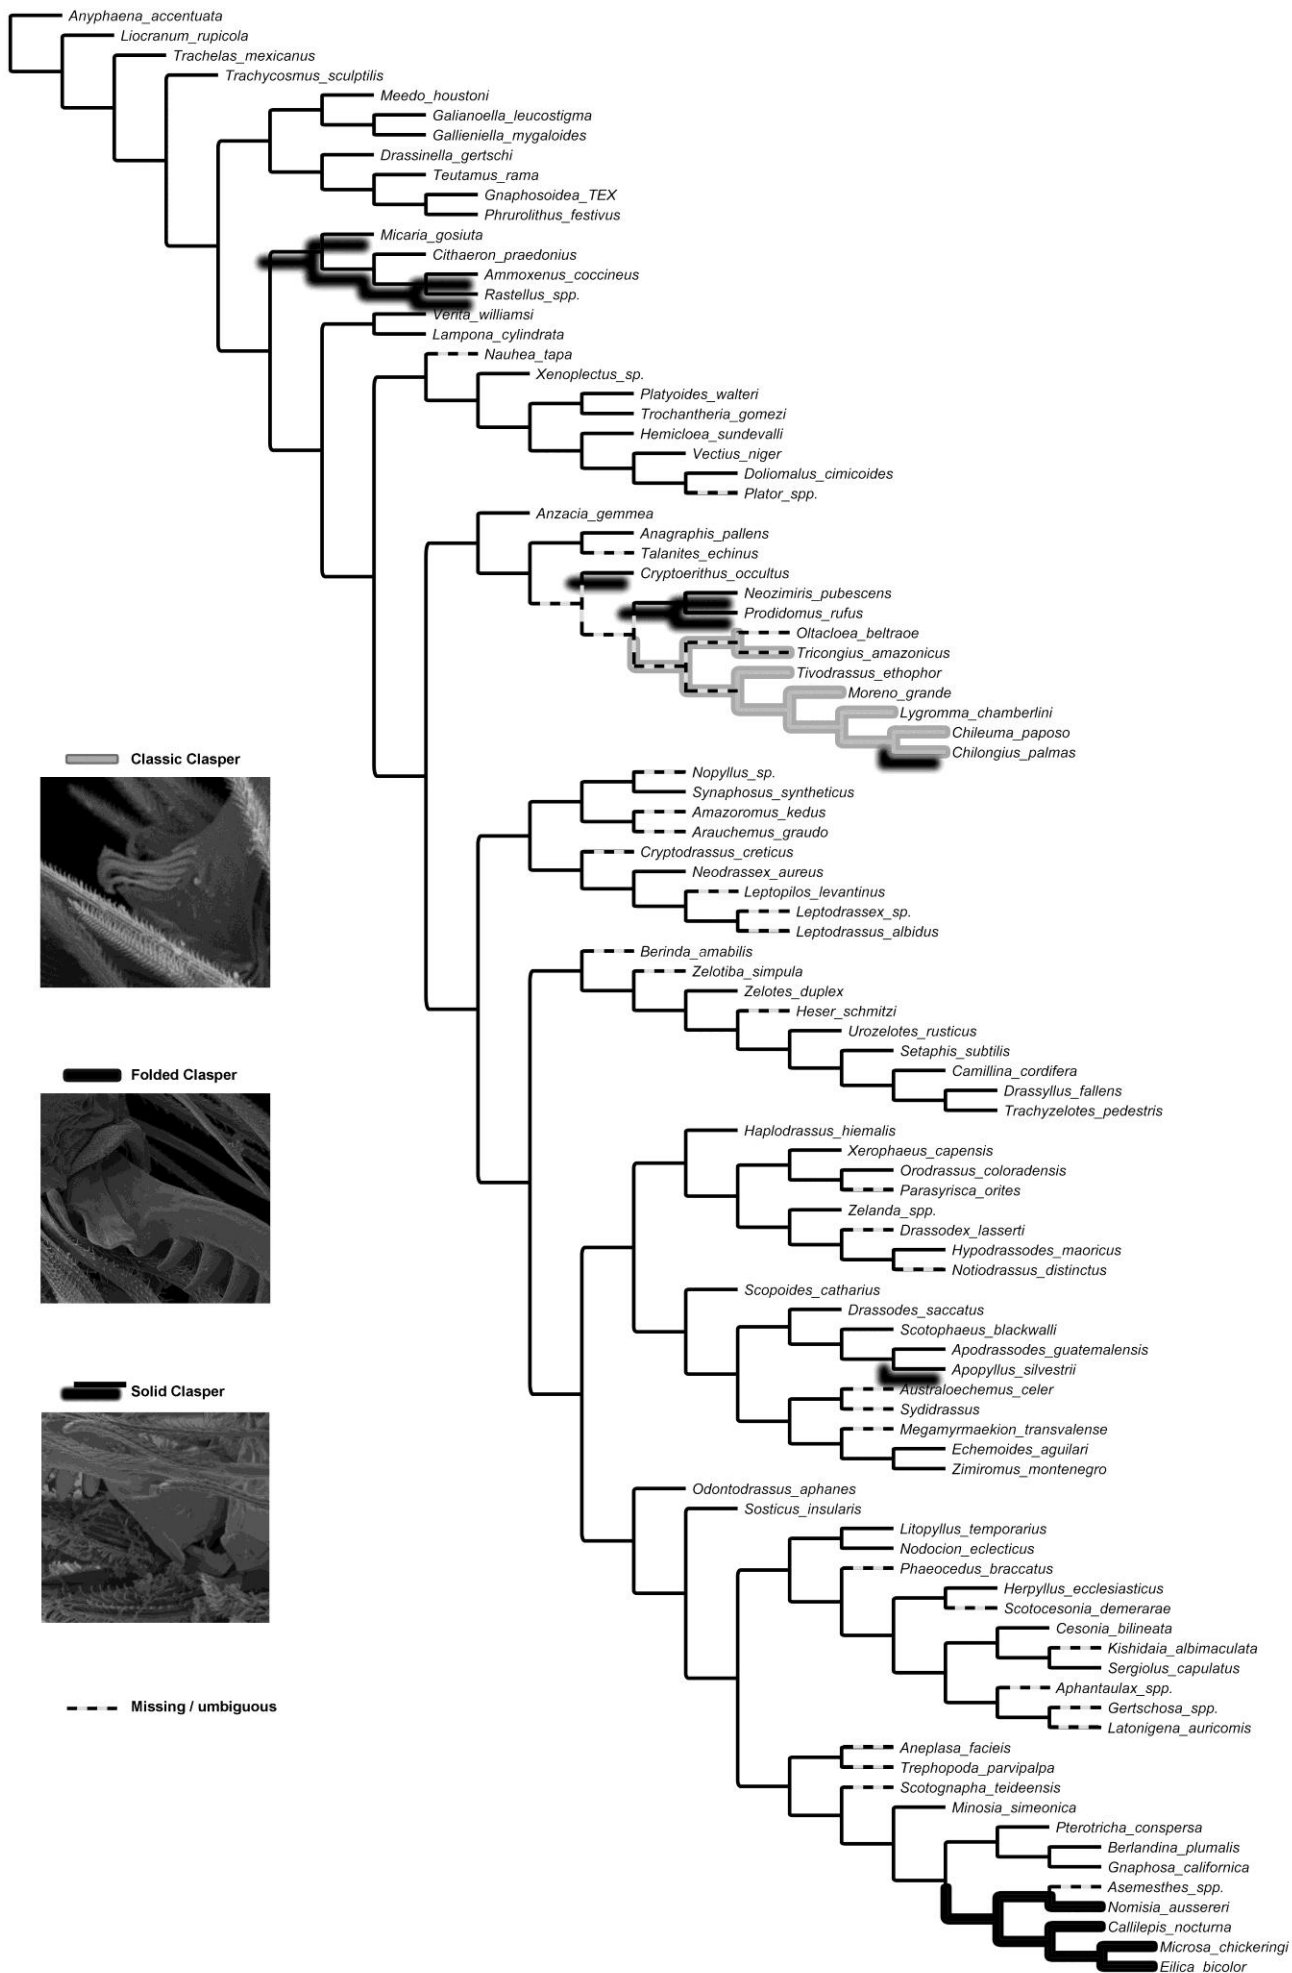 Anyphaena_accentuata
Liocranum_rupicola
Trachelas_mexicanus
Trachycosmus_sculptilis
Meedo_houstoni
Galianoella_leucostigma
Gallieniella_mygaloides
Drassinella_gertschi
Teutamus_rama
Gnaphosoidea_TEX
Phrurolithus_festivus
Micaria_gosiuta
Cithaeron_praedonius
Ammoxenus_coccineus
Rastellus_spp.
Verita_williamsi
Lampona_cylindrata
Nauhea_tapa
Xenoplectus_sp.
Platyoides_walteri
Trochantheria_gomezi
Hemicloea_sundevalli
Vectius_niger
Doliomalus_cimicoides
Plator_spp.
Anzacia_gemmea
Anagraphis_pallens
Talanites_echinus
Cryptoerithus_occultus
Neozimiris_pubescens
Prodidomus_rufus
Oltacloea_beltraoe
Tricongius_amazonicus
Tivodrassus_ethophor
Moreno_grande
Lygromma_chamberlini
Chileuma_paposo
Chilongius_palmas
Classic Clasper
Nopyllus_sp.
Synaphosus_syntheticus
Amazoromus_kedus
Arauchemus_graudo
Cryptodrassus_creticus
Neodrassex_aureus
Leptopilos_levantinus
Leptodrassex_sp.
Leptodrassus_albidus
Berinda_amabilis
Zelotiba_simpula
Zelotes_duplex
Heser_schmitzi
Urozelotes_rusticus
Setaphis_subtilis
Camillina_cordifera
Folded Clasper
Drassyllus_fallens
Trachyzelotes_pedestris
Haplodrassus_hiemalis
Xerophaeus_capensis
Orodrassus_coloradensis
Parasyrisca_orites
Zelanda_spp.
Drassodex_lasserti
Hypodrassodes_maoricus
Notiodrassus_distinctus
Scopoides_catharius
Drassodes_saccatus
Scotophaeus_blackwalli
Apodrassodes_guatemalensis
Apopyllus_silvestrii
Australoechemus_celer
Solid Clasper
Sydidrassus
Megamyrmaekion_transvalense
Echemoides_aguilari
Zimiromus_montenegro
Odontodrassus_aphanes
Sosticus_insularis
Litopyllus_temporarius
Nodocion_eclecticus
Phaeocedus_braccatus
Herpyllus_ecclesiasticus
Scotocesonia_demerarae
Cesonia_bilineata
Kishidaia_albimaculata
Sergiolus_capulatus
Aphantaulax_spp.
Missing / umbiguous
Gertschosa_spp.
Latonigena_auricomis
Aneplasa_facieis
Trephopoda_parvipalpa
Scotognapha_teideensis
Minosia_simeonica
Pterotricha_conspersa
Berlandina_plumalis
Gnaphosa_californica
Asemesthes_spp.
Nomisia_aussereri
Callilepis_nocturna
Microsa_chickeringi
Eilica_bicolor